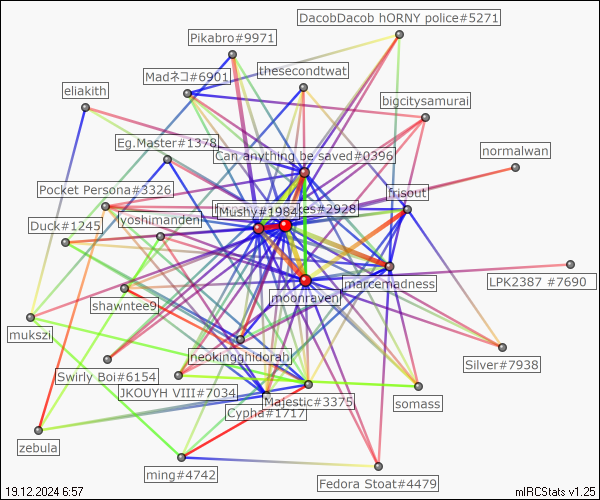 DacobDacob hORNY police#5271
Pikabro#9971
Madネコ#6901
thesecondtwat
eliakith
bigcitysamurai
Eg.Master#1378
Can anything be saved#0396
normalwan
Pocket Persona#3326
frisout
Mushy#1984
es#2928
Duck#1245
yoshimanden
marcemadness
LPK2387 #7690
moonraven
shawntee9
mukszi
neokingghidorah
Silver#7938
Swirly Boi#6154
JKOUYH VIII#7034
Majestic#3375
somass
Cypha#1717
zebula
ming#4742
Fedora Stoat#4479
19.12.2024 6:57
mIRCStats v1.25